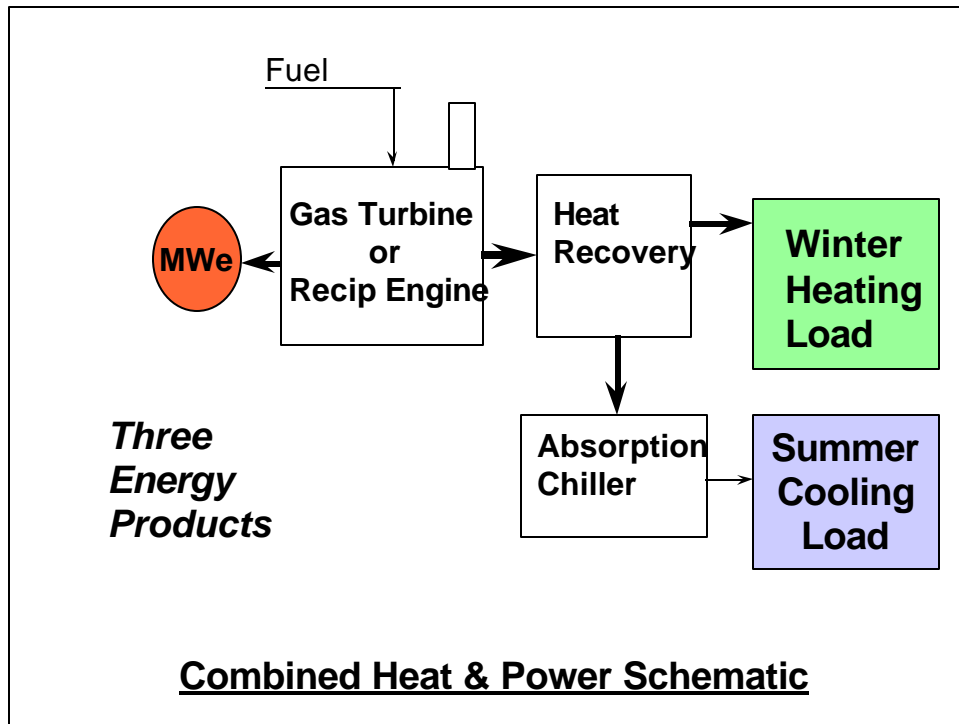 Fuel
Gas Turbine
or
Recip Engine
MWe
Heat
Recovery
Winter
Heating
Load
Three
Energy
Products
Absorption
Chiller
Summer
Cooling
Load
Combined Heat & Power Schematic